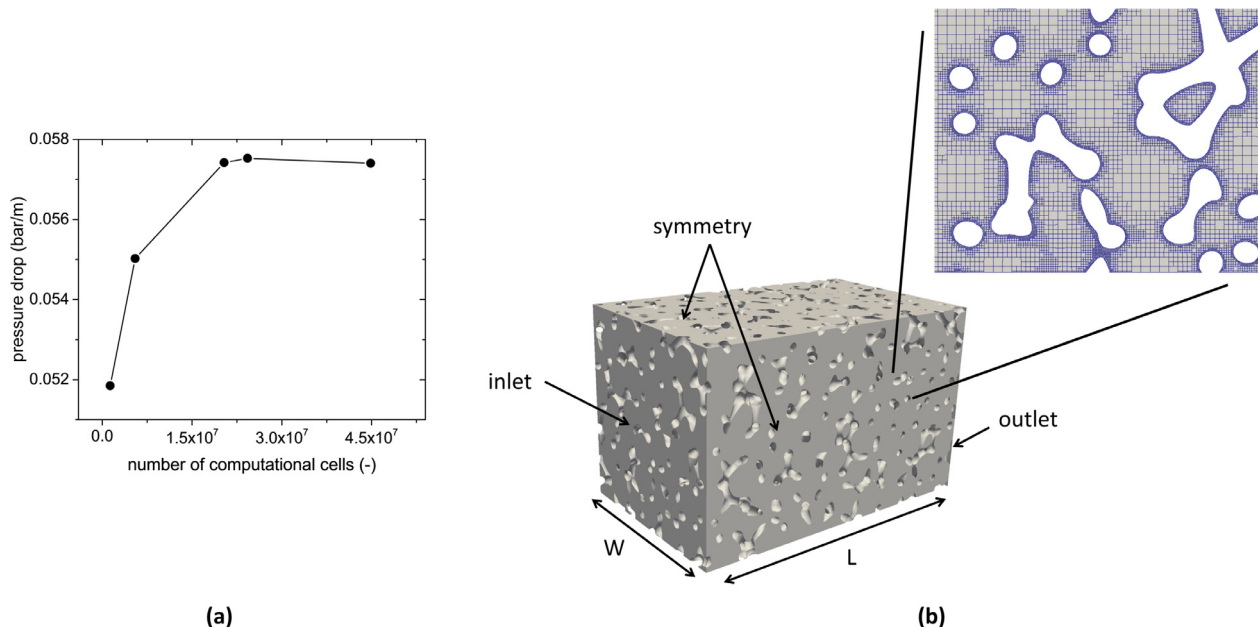 0.058
0.056
0.054
0.052
pressure drop (bar/m)
0.0
1.5x10⁷
3.0x10⁷
4.5x10⁷
number of computational cells (-)
(a)
symmetry
inlet
outlet
W
L
(b)